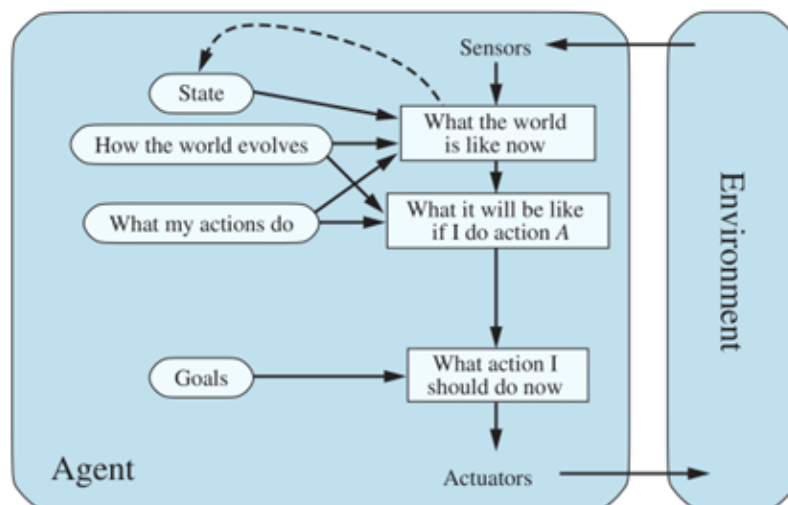 Sensors
State
What the world
is like now
How the world evolves
What my actions do
What it will be like
if I do action A
Environment
Goals
What action I
should do now
Agent
Actuators